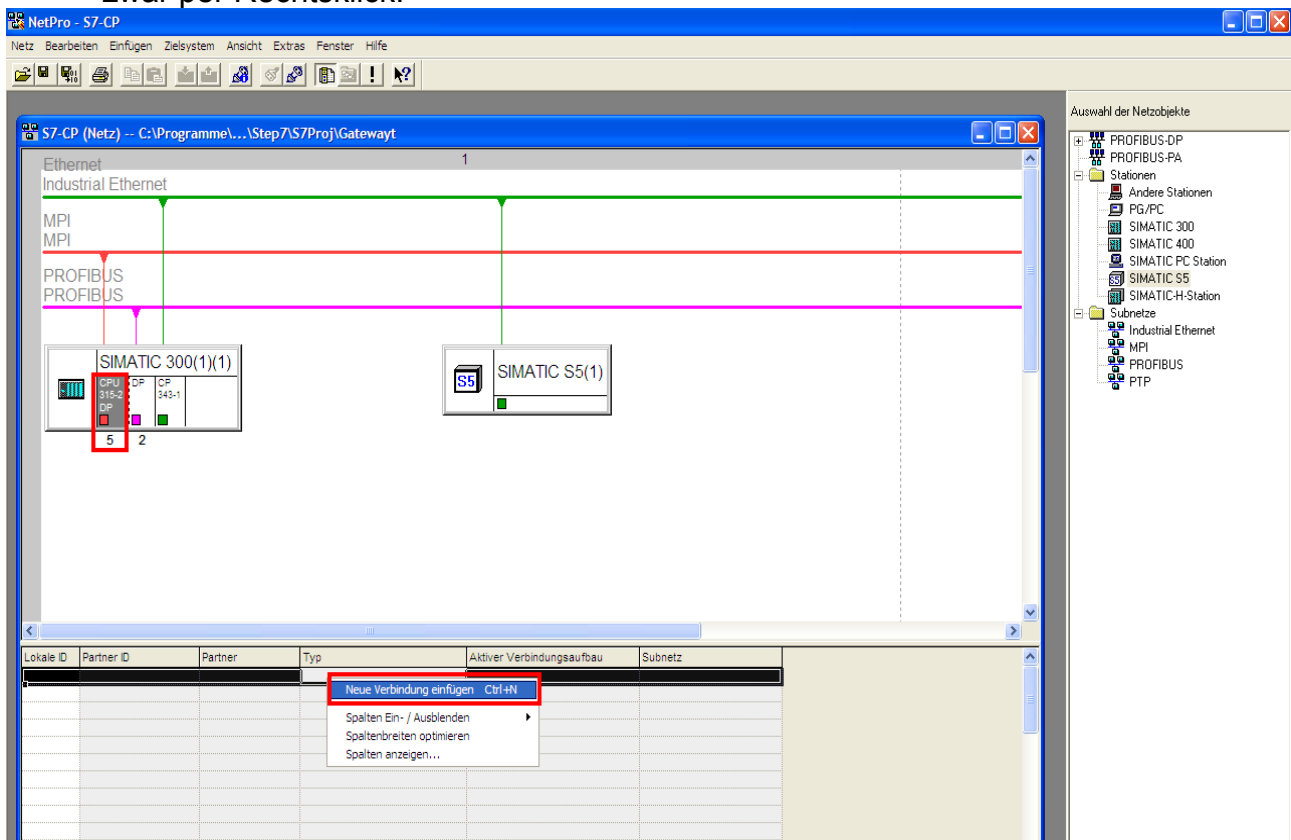 zwar per Rechtsklick.
NetPro - S7-CP
Netz Bearbeiten Einfügen Zielsystem Ansicht Extras Fenster Hilfe
S7-CP (Netz) -- C:\Programme\...\Step7\S7Proj\Gatewayt
1
Ethernet
Industrial Ethernet
MPI
MPI
PROFIBUS
PROFIBUS
SIMATIC 300(1)(1)
CPU 315-2 DP
DP
CP 343-1
5 2
S5
SIMATIC S5(1)
Lokale ID Partner ID Partner Typ Aktiver Verbindungsaufbau Subnetz
Neue Verbindung einfügen Ctrl+N
Spalten Ein- / Ausblenden
Spaltenbreiten optimieren
Spalten anzeigen...
Auswahl der Netzobjekte
PROFIBUS-DP
PROFIBUS-PA
Stationen
Andere Stationen
PG/PC
SIMATIC 300
SIMATIC 400
SIMATIC PC Station
SIMATIC S5
SIMATIC-H-Station
Subnetze
Industrial Ethernet
MPI
PROFIBUS
PTP